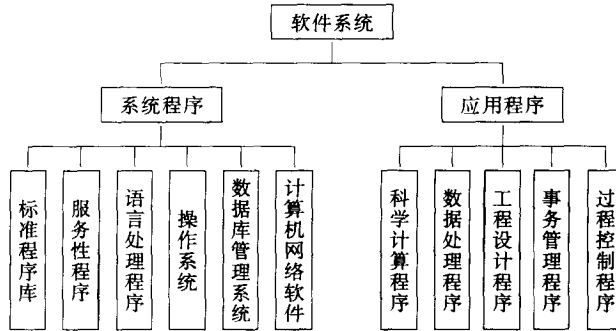 软件系统
系统程序
应用程序
标准程序库
服务性程序
语言处理程序
操作系统
数据库管理系统
计算机网络软件
科学计算程序
数据处理程序
工程设计程序
事务管理程序
过程控制程序